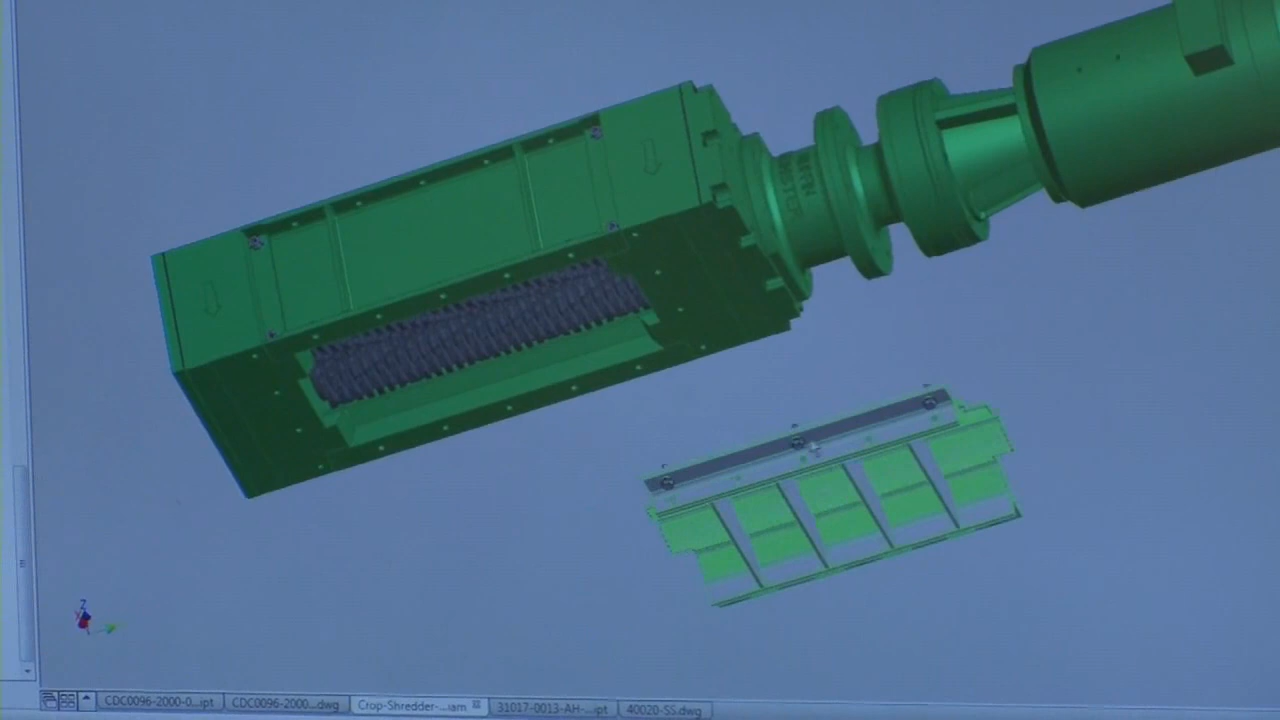 Z
CDC0096-2000-0...ipt
CDC0096-2000...dwg
Crop-Shredder-...iam
31017-0013-AH-...ipt
40020-SS.dwg